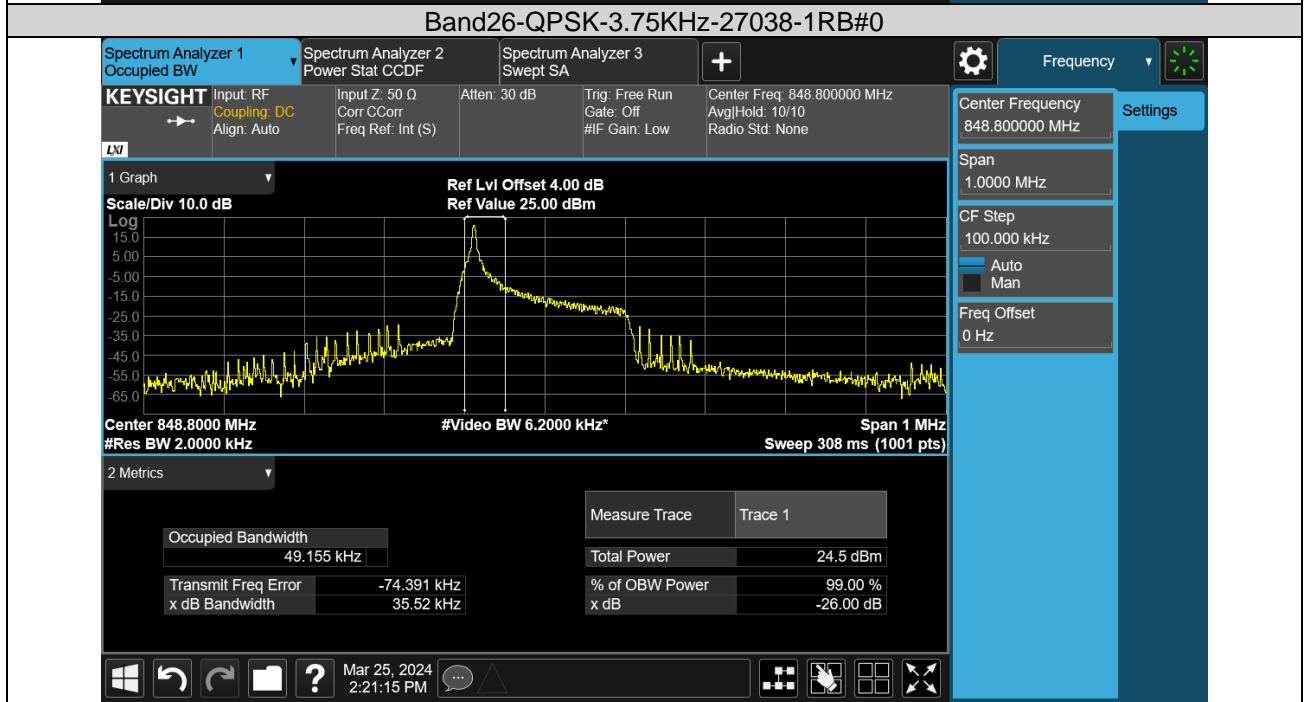 Band26-QPSK-3.75KHz-27038-1RB#0
Spectrum Analyzer 1
Occupied BW
Spectrum Analyzer 2
Power Stat CCDF
Spectrum Analyzer 3
Swept SA
+
Frequency
KEYSIGHT
LXI
Input: RF
Coupling: DC
Align: Auto
Input Z: 50 Ω
Corr CCorr
Freq Ref: Int (S)
Atten: 30 dB
Trig: Free Run
Gate: Off
#IF Gain: Low
Center Freq: 848.800000 MHz
Avg|Hold: 10/10
Radio Std: None
Center Frequency
848.800000 MHz
Settings
Span
1.0000 MHz
CF Step
100.000 kHz
Auto
Man
Freq Offset
0 Hz
1 Graph
Scale/Div 10.0 dB
Ref Lvl Offset 4.00 dB
Ref Value 25.00 dBm
Log
15.0
5.00
-5.00
-15.0
-25.0
-35.0
-45.0
-55.0
-65.0
Center 848.8000 MHz
#Video BW 6.2000 kHz*
Span 1 MHz
#Res BW 2.0000 kHz
Sweep 308 ms (1001 pts)
2 Metrics
Measure Trace Trace 1
Occupied Bandwidth
49.155 kHz
Total Power 24.5 dBm
Transmit Freq Error -74.391 kHz
% of OBW Power 99.00 %
x dB Bandwidth 35.52 kHz
x dB -26.00 dB
?
Mar 25, 2024
2:21:15 PM